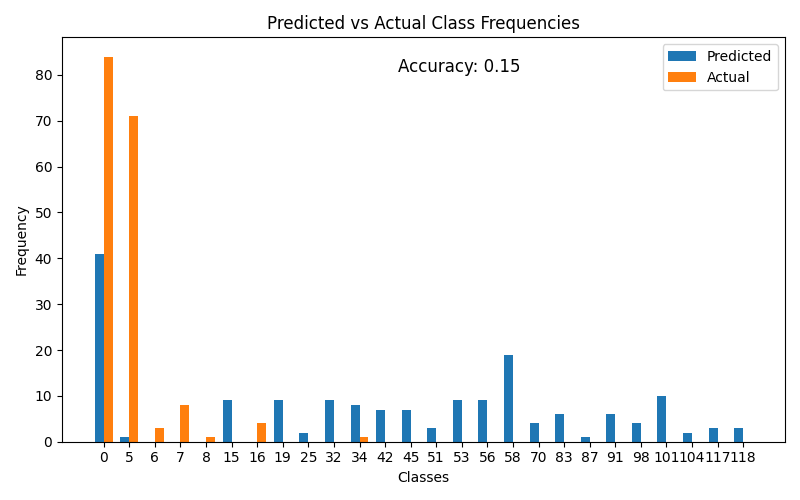 Predicted vs Actual Class Frequencies
Accuracy: 0.15
Predicted
Actual
Frequency
80
70
60
50
40
30
20
10
0
0 5 6 7 8 15 16 19 25 32 34 42 45 51 53 56 58 70 83 87 91 98 101 104 117 118
Classes